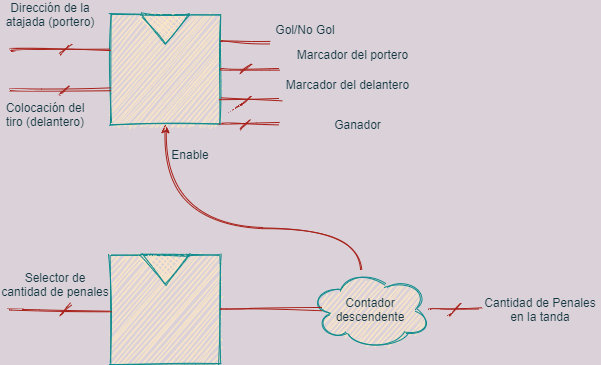 Dirección de la
atajada (portero)
Gol/No Gol
Marcador del portero
Marcador del delantero
Colocación del
tiro (delantero)
Ganador
Enable
Selector de
cantidad de penales
Contador
descendente
Cantidad de Penales
en la tanda